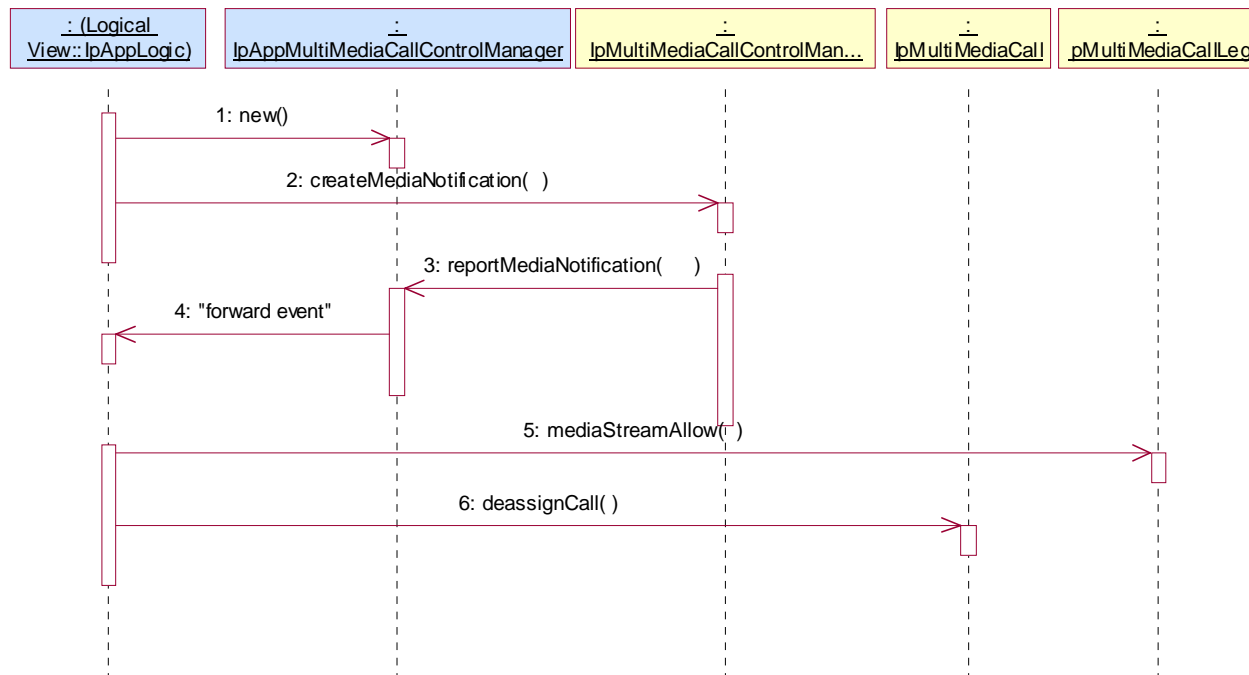 : (Logical
View::IpAppLogic)
:
IpAppMultiMediaCallControlManager
:
IpMultiMediaCallControlMan...
:
IpMultiMediaCall
:
pMultiMediaCallLeg
1: new()
2: createMediaNotification( )
3: reportMediaNotification( )
4: "forward event"
5: mediaStreamAllow( )
6: deassignCall( )